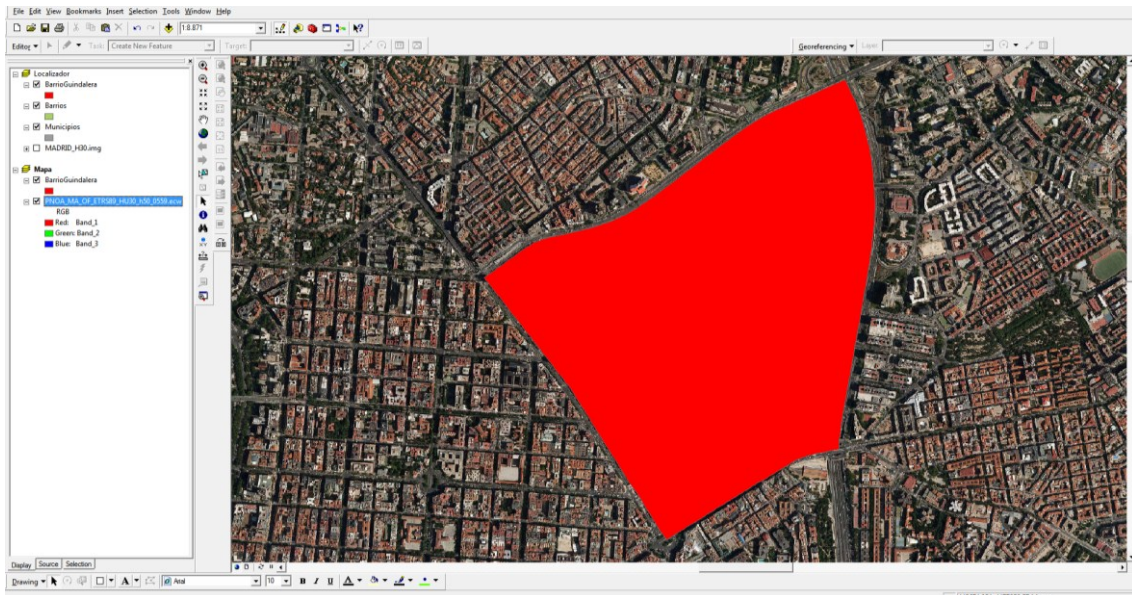 File Edit View Bookmarks Insert Selection Tools Window Help
1:8.871
Editor Task: Create New Feature Target: Georeferencing Layer:
Localizador
BarrioGuindalera
Barrios
Municipios
MADRID_H30.img
Mapa
BarrioGuindalera
PNOA_MA_OF_ETRS89_HU30_h50_0559.ecw
RGB
Red: Band_1
Green: Band_2
Blue: Band_3
Display Source Selection
Drawing A Arial 10 B I U A